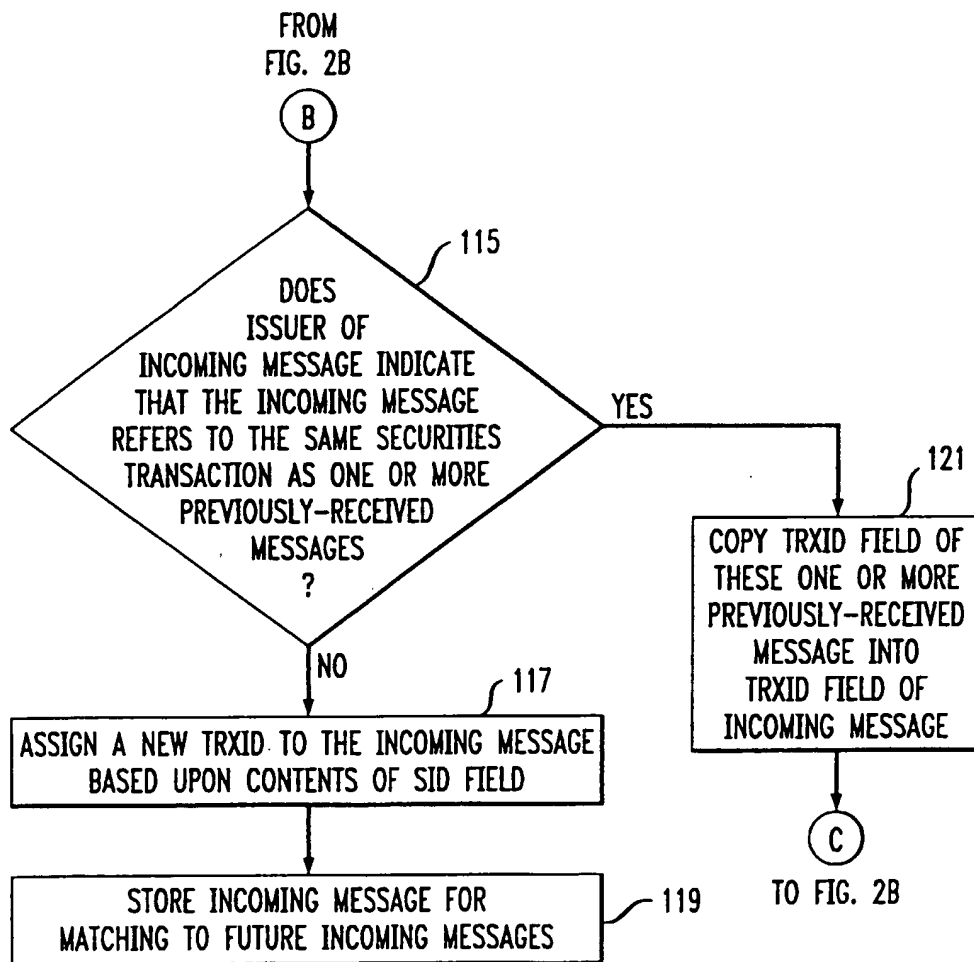 FROM
FIG. 2B
B
115
DOES
ISSUER OF
INCOMING MESSAGE INDICATE
THAT THE INCOMING MESSAGE
REFERS TO THE SAME SECURITIES
TRANSACTION AS ONE OR MORE
PREVIOUSLY-RECEIVED
MESSAGES
?
YES
NO
121
COPY TRXID FIELD OF
THESE ONE OR MORE
PREVIOUSLY-RECEIVED
MESSAGE INTO
TRXID FIELD OF
INCOMING MESSAGE
117
ASSIGN A NEW TRXID TO THE INCOMING MESSAGE
BASED UPON CONTENTS OF SID FIELD
C
TO FIG. 2B
STORE INCOMING MESSAGE FOR
MATCHING TO FUTURE INCOMING MESSAGES
119